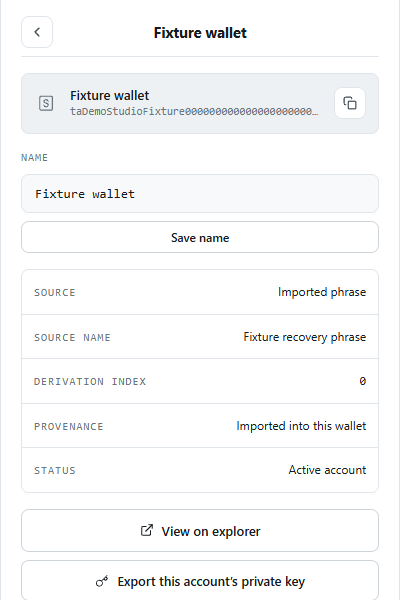 Fixture wallet
Fixture wallet
taDemoStudioFixture000000000000000000000…
NAME
Fixture wallet
Save name
SOURCE Imported phrase
SOURCE NAME Fixture recovery phrase
DERIVATION INDEX 0
PROVENANCE Imported into this wallet
STATUS Active account
View on explorer
Export this account's private key